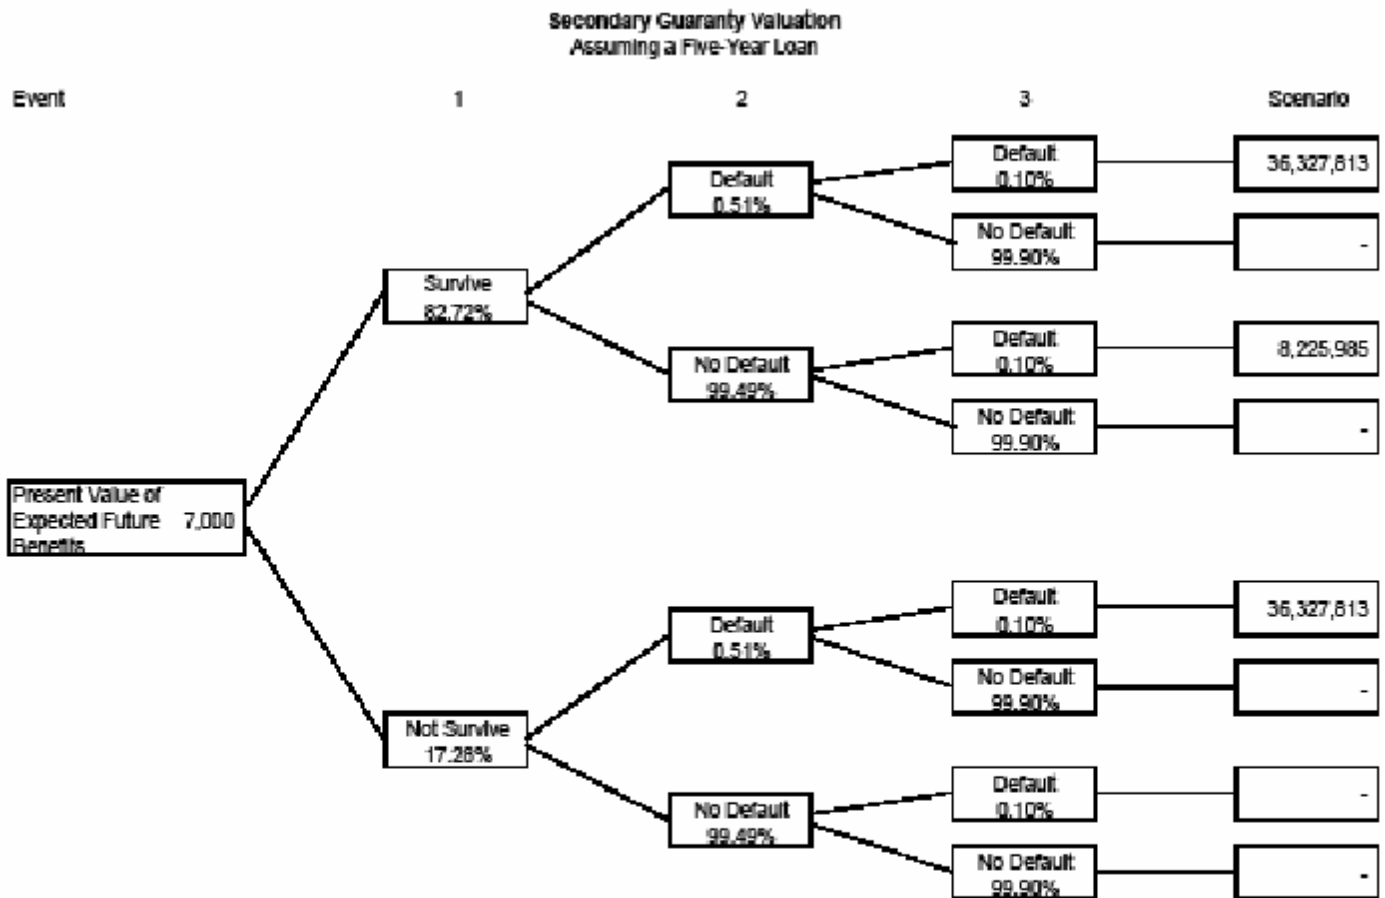 Secondary Guaranty Valuation
Assuming a Five-Year Loan
Event 1 2 3 Scenario
Default
0.10%
36,327,813
Default
0.51%
No Default
99.90%
-
Survive
82.72%
Default
0.10%
8,225,985
No Default
99.49%
No Default
99.90%
-
Present Value of
Expected Future 7,000
Benefits
Default
0.10%
36,327,813
Default
0.51%
No Default
99.90%
-
Not Survive
17.28%
Default
0.10%
-
No Default
99.49%
No Default
99.90%
-